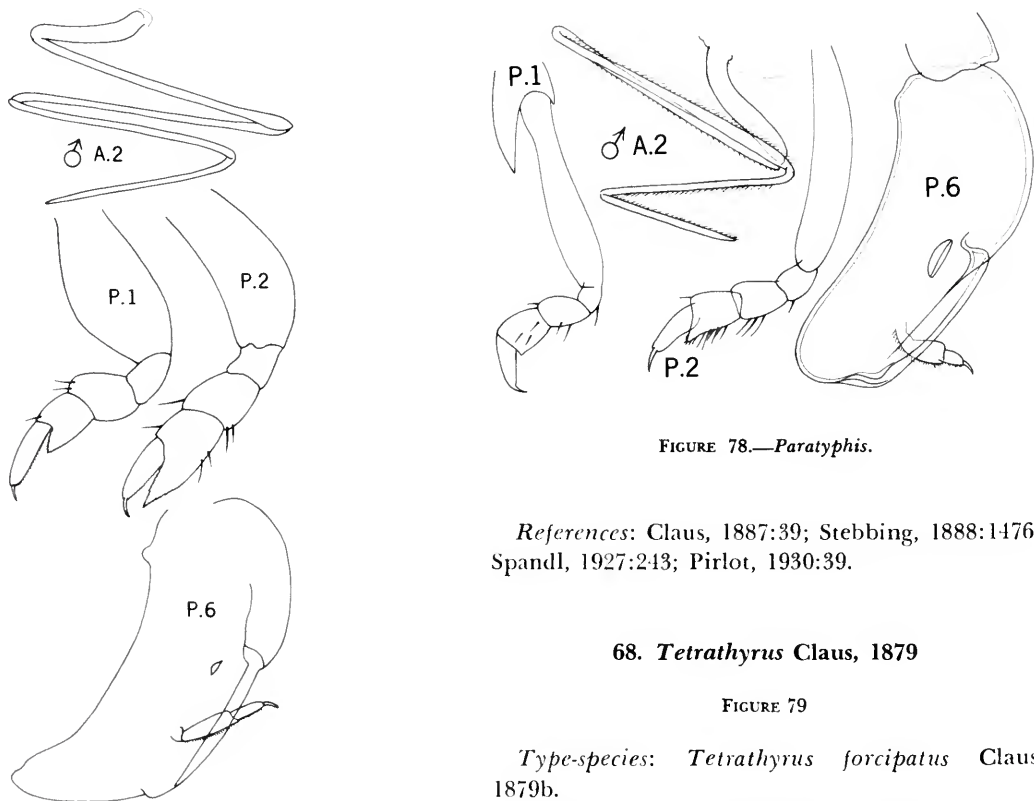 ♂ A.2
P.1
P.2
P.6
P.1
♂ A.2
P.2
P.6
FIGURE 78.—Paratyphis.
References: Claus, 1887:39; Stebbing, 1888:1476
Spandl, 1927:243; Pirlot, 1930:39.
68. Tetrathyrus Claus, 1879
FIGURE 79
Type-species: Tetrathyrus forcipatus Claus
1879b.